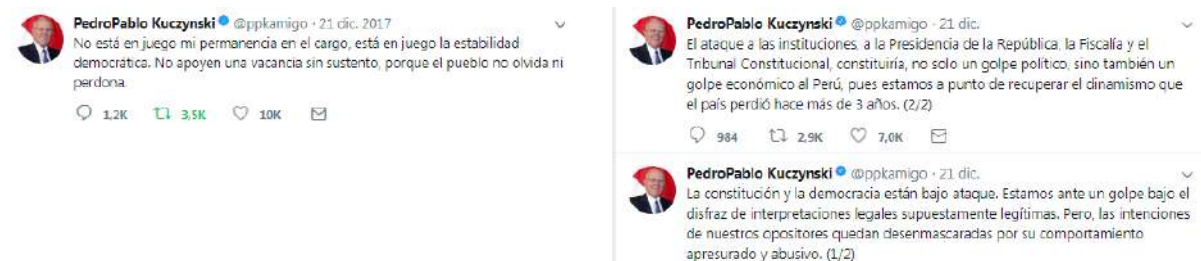 PedroPablo Kuczynski @ppkamigo · 21 dic. 2017
No está en juego mi permanencia en el cargo, está en juego la estabilidad
democrática. No apoyen una vacancia sin sustento, porque el pueblo no olvida ni
perdona.
1,2K 3,5K 10K
PedroPablo Kuczynski @ppkamigo · 21 dic.
El ataque a las instituciones, a la Presidencia de la República, la Fiscalía y el
Tribunal Constitucional, constituiría, no solo un golpe político, sino también un
golpe económico al Perú, pues estamos a punto de recuperar el dinamismo que
el país perdió hace más de 3 años. (2/2)
984 2,9K 7,0K
PedroPablo Kuczynski @ppkamigo · 21 dic.
La constitución y la democracia están bajo ataque. Estamos ante un golpe bajo el
disfraz de interpretaciones legales supuestamente legítimas. Pero, las intenciones
de nuestros opositores quedan desenmascaradas por su comportamiento
apresurado y abusivo. (1/2)